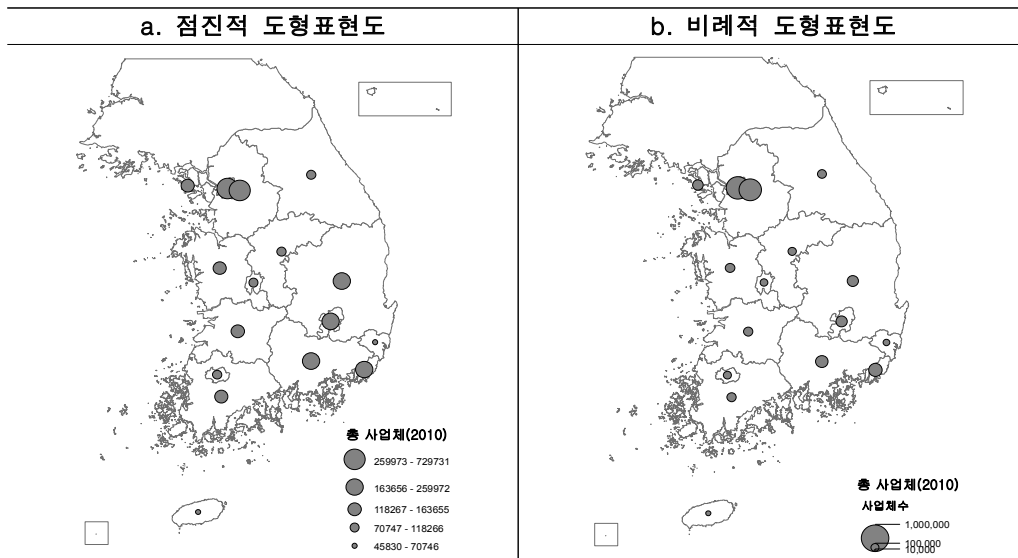 a. 점진적 도형표현도
b. 비례적 도형표현도
총 사업체(2010)
259973 - 729731
163656 - 259972
118267 - 163655
70747 - 118266
45830 - 70746
총 사업체(2010)
사업체수
1,000,000
100,000
10,000